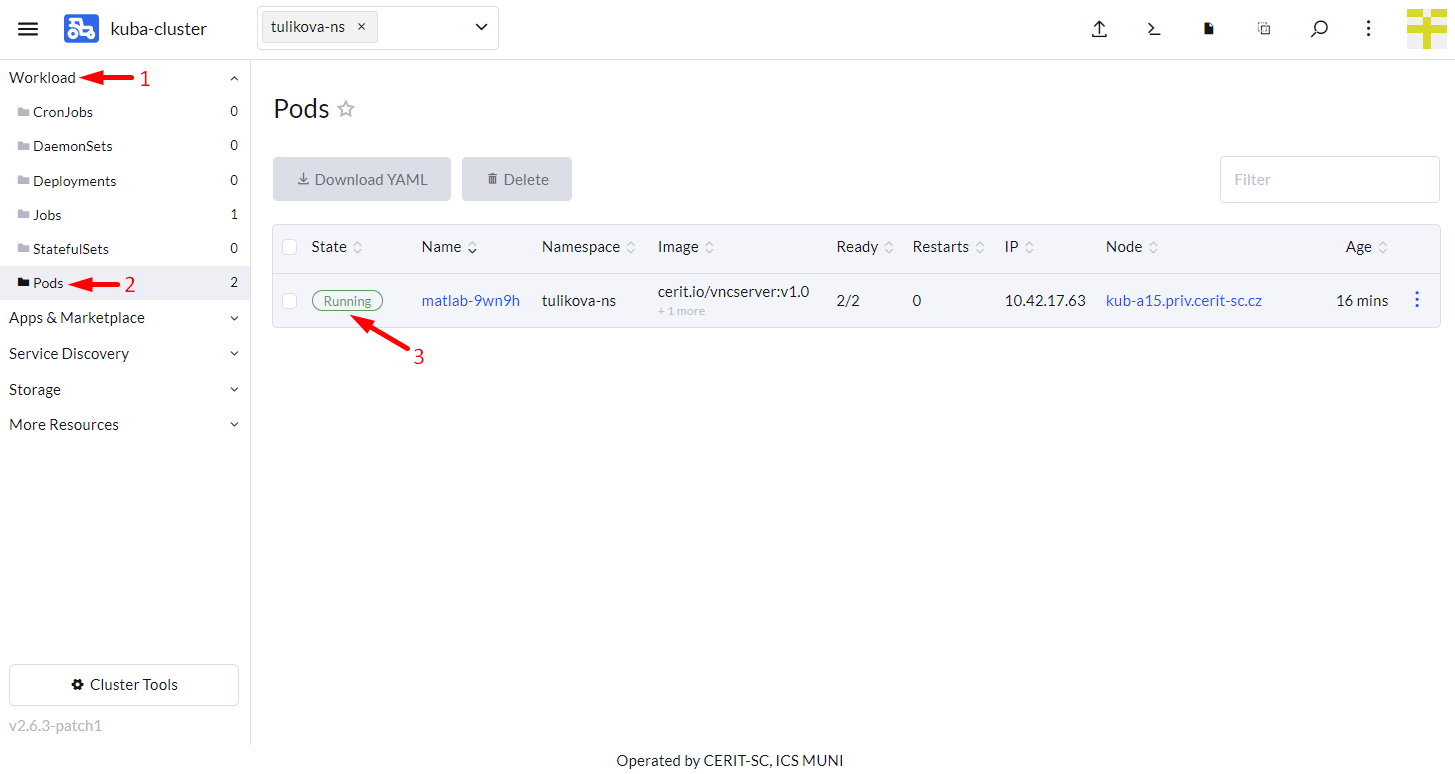 kuba-cluster
tulikova-ns ×
Workload 1
CronJobs 0
DaemonSets 0
Deployments 0
Jobs 1
StatefulSets 0
Pods 2 2
Apps & Marketplace
Service Discovery
Storage
More Resources
Cluster Tools
v2.6.3-patch1
Pods
Download YAML Delete Filter
State Name Namespace Image Ready Restarts IP Node Age
Running matlab-9wn9h tulikova-ns cerit.io/vncserver:v1.0 2/2 0 10.42.17.63 kub-a15.priv.cerit-sc.cz 16 mins
+ 1 more
3
Operated by CERIT-SC, ICS MUNI